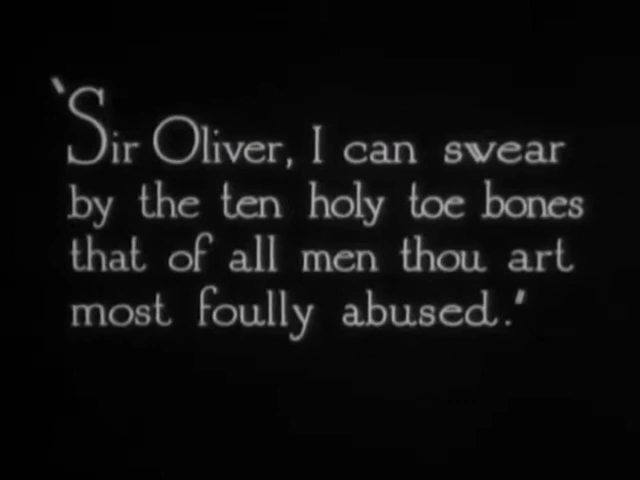 'Sir Oliver, I can swear
by the ten holy toe bones
that of all men thou art
most foully abused.'